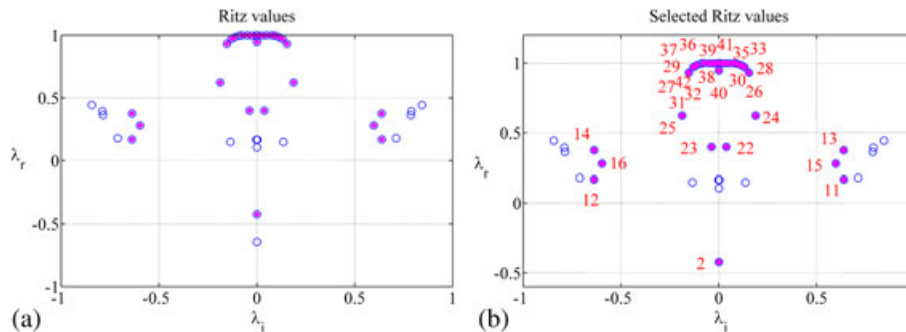 Ritz values
1
0.5
λr
0
-0.5
-1
-1 -0.5 0 0.5 1
λi
(a)
Selected Ritz values
37 36 39 41 35 33
29 28
42 38 30
27 32 40 26
31
25 24
14 23 22 13
16 15
12 11
2
1
0.5
λr
0
-0.5
-1 -0.5 0 0.5 1
λi
(b)